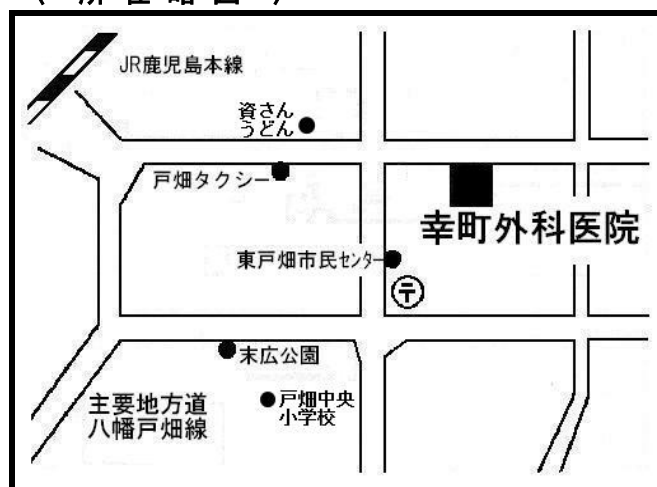 JR鹿児島本線
資さん
うどん
戸畑タクシー
幸町外科医院
東戸畑市民センター
〒
末広公園
戸畑中央
小学校
主要地方道
八幡戸畑線